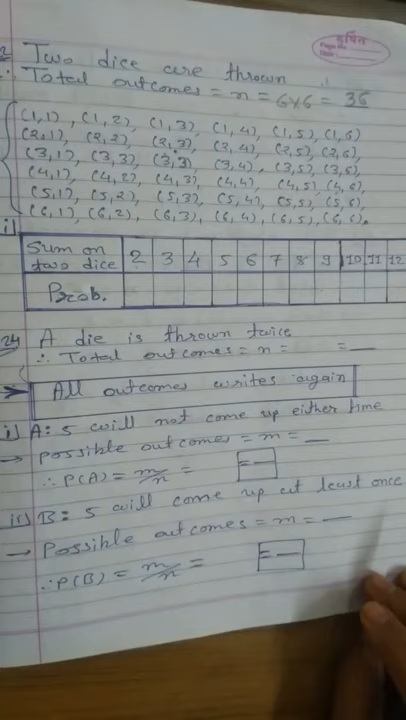 Two dice are thrown
∴ Total outcomes = n = 6x6 = 36
(1,1), (1,2), (1,3), (1,4), (1,5), (1,6)
(2,1), (2,2), (2,3), (2,4), (2,5), (2,6),
(3,1), (3,3), (3,3), (3,4), (3,5), (3,6),
(4,1), (4,2), (4,3), (4,4), (4,5), (4,6),
(5,1), (5,2), (5,3), (5,4), (5,5), (5,6),
(6,1), (6,2), (6,3), (6,4), (6,5), (6,6).
i)
Sum on two dice 2 3 4 5 6 7 8 9 10 11 12
Prob.
24 A die is thrown twice
∴ Total outcomes = n = = —
➤ All outcomes writes again
i) A: 5 will not come up either time
→ possible outcomes = m = —
∴ P(A) = m/n = = —
ii) B: 5 will come up at least once
→ Possible outcomes = m = —
∴ P(B) = m/n = = —